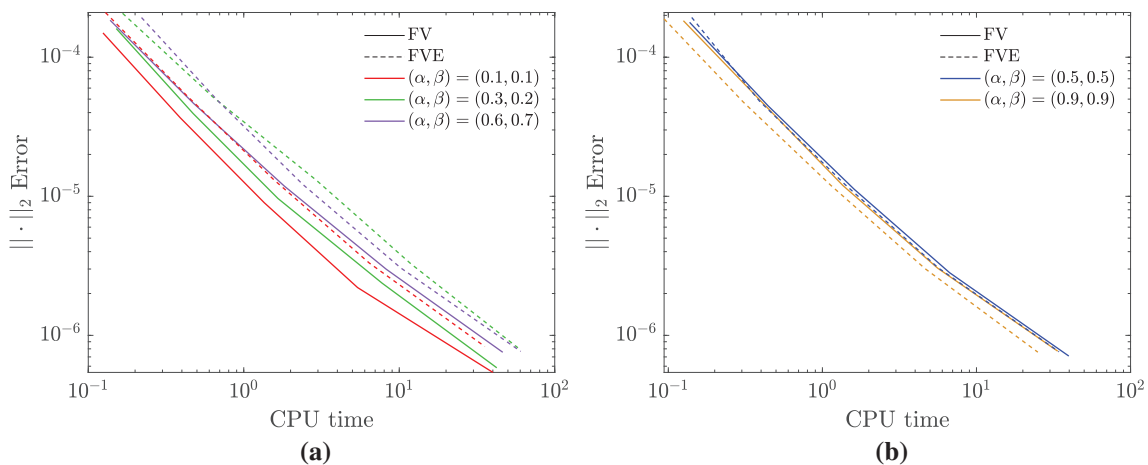 10^{-4}
10^{-5}
10^{-6}
|| · ||_2 Error
FV
FVE
(α, β) = (0.1, 0.1)
(α, β) = (0.3, 0.2)
(α, β) = (0.6, 0.7)
10^{-1} 10^0 10^1 10^2
CPU time
(a)
10^{-4}
10^{-5}
10^{-6}
|| · ||_2 Error
FV
FVE
(α, β) = (0.5, 0.5)
(α, β) = (0.9, 0.9)
10^{-1} 10^0 10^1 10^2
CPU time
(b)